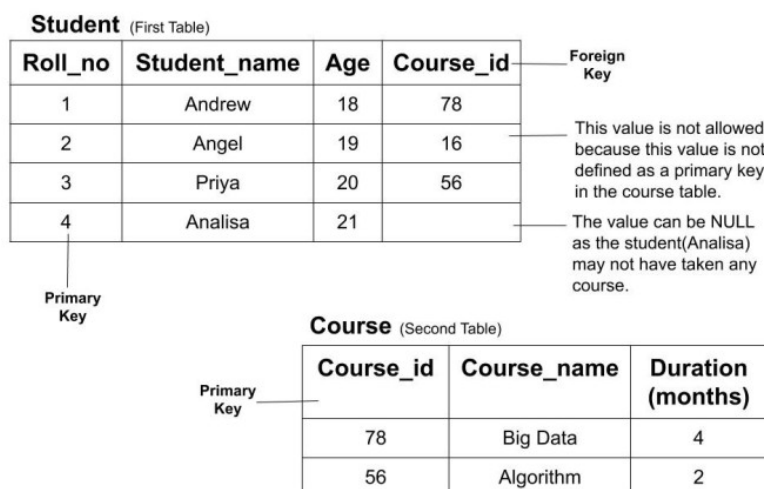 Student (First Table)
Roll_no Student_name Age Course_id
Foreign
Key
1 Andrew 18 78
2 Angel 19 16
3 Priya 20 56
4 Analisa 21
This value is not allowed
because this value is not
defined as a primary key
in the course table.
The value can be NULL
as the student(Analisa)
may not have taken any
course.
Primary
Key
Course (Second Table)
Course_id Course_name Duration
(months)
Primary
Key
78 Big Data 4
56 Algorithm 2